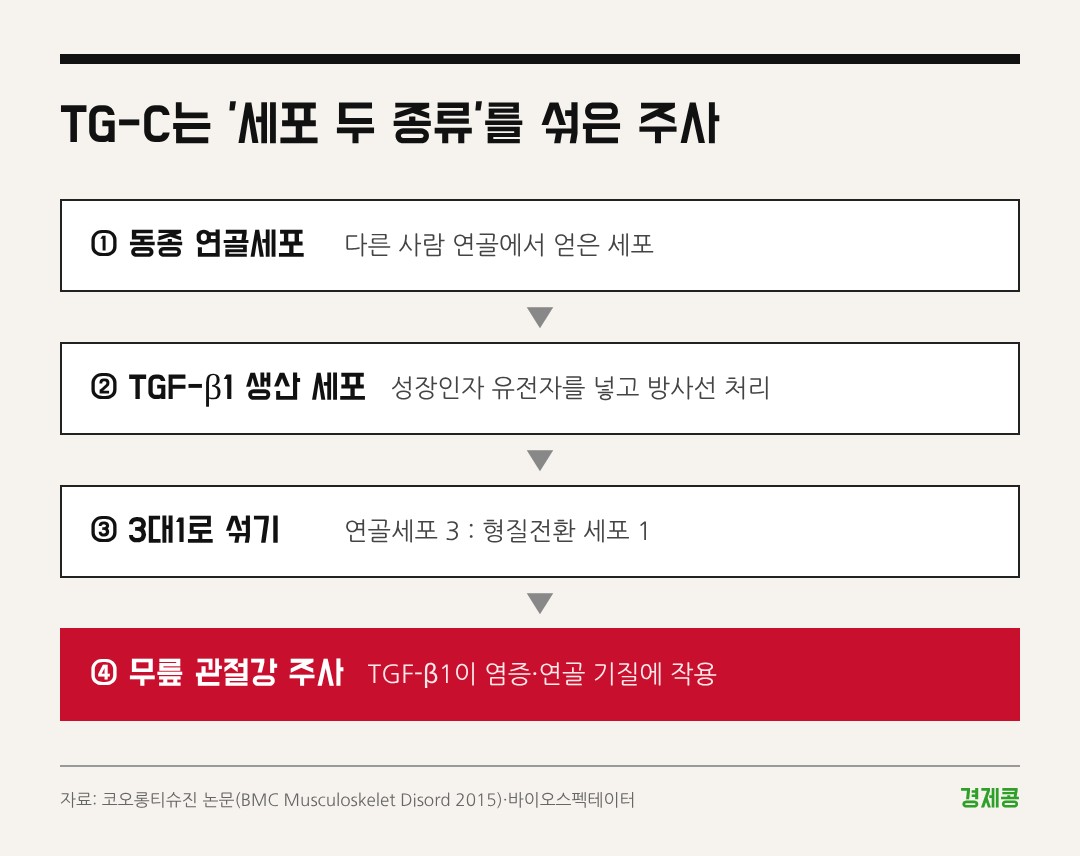 TG-C는 '세포 두 종류'를 섞은 주사
① 동종 연골세포 다른 사람 연골에서 얻은 세포
② TGF-β1 생산 세포 성장인자 유전자를 넣고 방사선 처리
③ 3대1로 섞기 연골세포 3 : 형질전환 세포 1
④ 무릎 관절강 주사 TGF-β1이 염증·연골 기질에 작용
자료: 코오롱티슈진 논문(BMC Musculoskelet Disord 2015)·바이오스펙테이터
경제콩